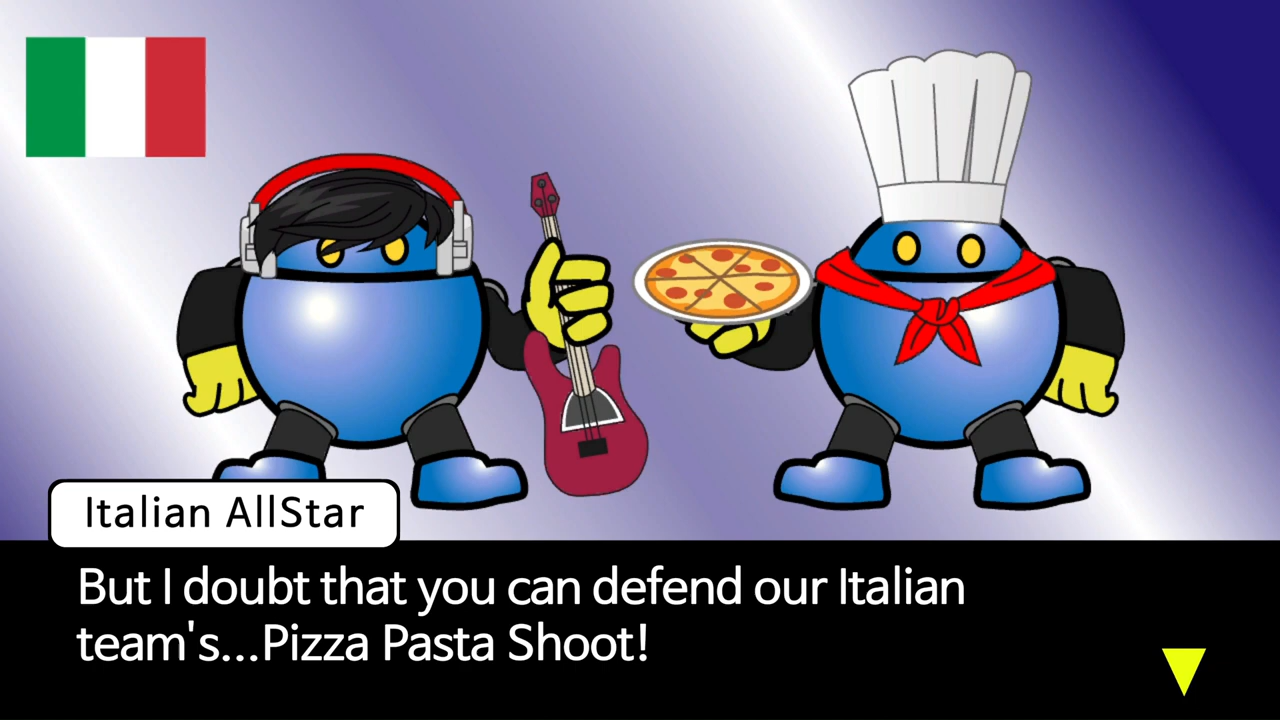 Italian AllStar
But I doubt that you can defend our Italian
team's...Pizza Pasta Shoot!